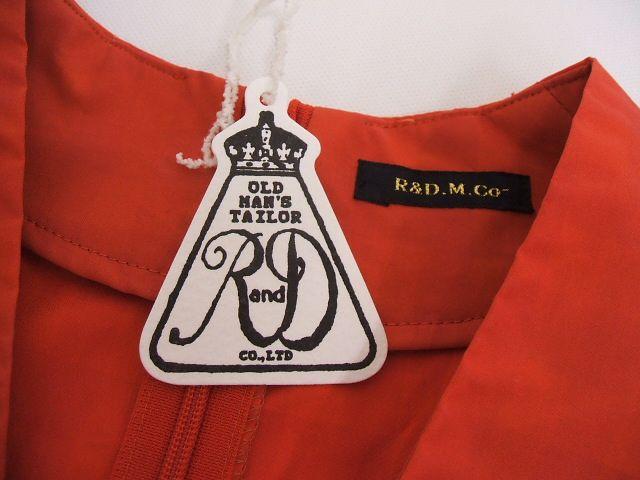 OLD
MAN'S
TAILOR
R and D
CO.,LTD
R&D.M.Co-